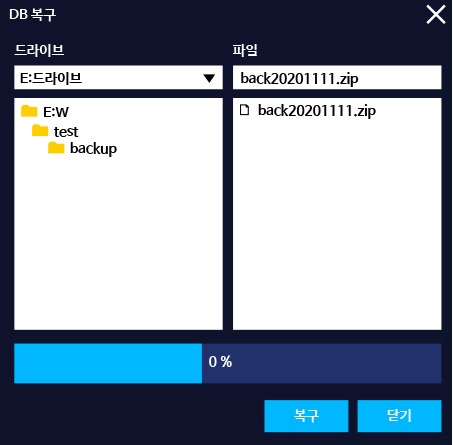 DB 복구
드라이브
파일
E:드라이브
back20201111.zip
E:W
test
backup
back20201111.zip
0 %
복구
닫기